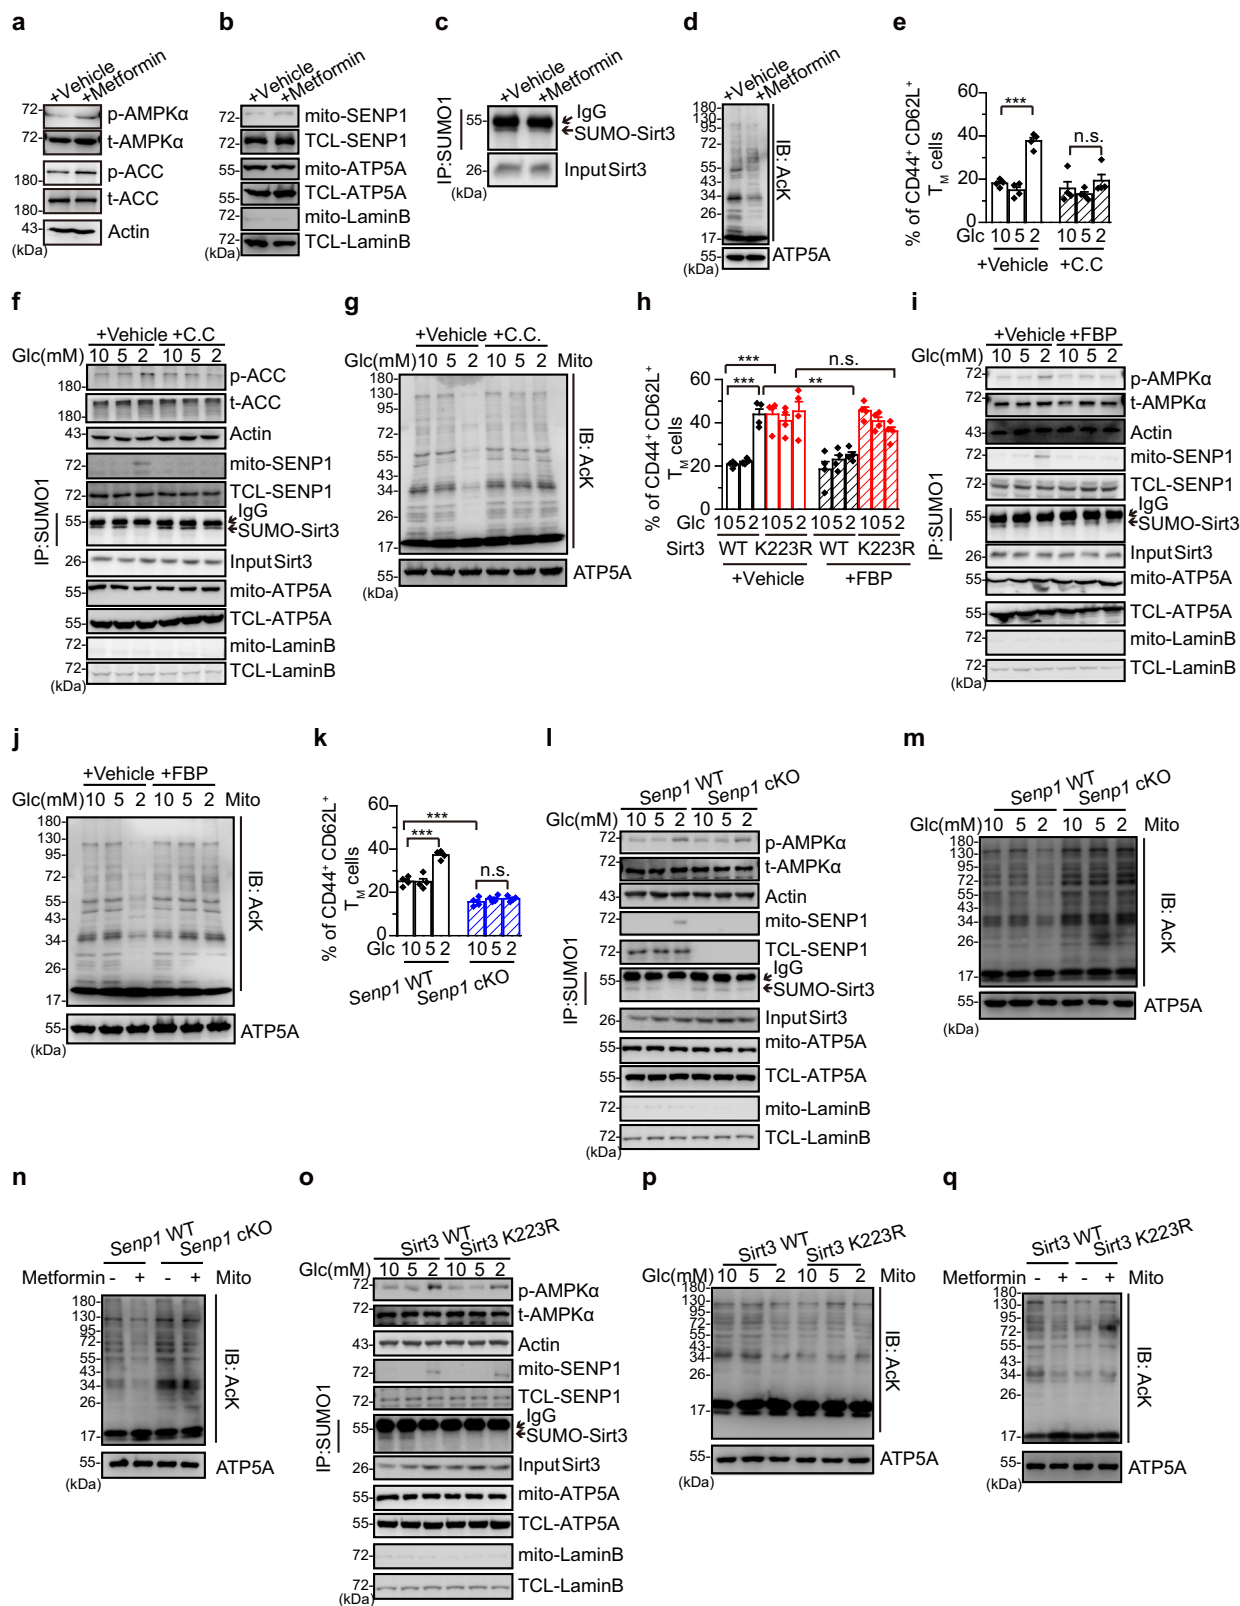 a
+Vehicle
+Metformin
72-
p-AMPKα
72-
t-AMPKα
p-ACC
180-
t-ACC
43-
Actin
(kDa)
b
+Vehicle
+Metformin
72-
mito-SENP1
72-
TCL-SENP1
55-
mito-ATP5A
55-
TCL-ATP5A
72-
mito-LaminB
72-
TCL-LaminB
(kDa)
c
+Vehicle
+Metformin
IP:SUMO1
55-
IgG
SUMO-Sirt3
26-
Input Sirt3
(kDa)
d
+Vehicle
+Metformin
180-
130-
95-
72-
55-
43-
34-
26-
17-
IB: AcK
55-
ATP5A
(kDa)
e
% of CD44⁺ CD62L⁺
T_M cells
60
40
20
0
***
n.s.
Glc 10 5 2 10 5 2
+Vehicle +C.C
f
+Vehicle +C.C
Glc(mM) 10 5 2 10 5 2
180-
p-ACC
180-
t-ACC
43-
Actin
72-
mito-SENP1
72-
TCL-SENP1
IP:SUMO1
55-
IgG
SUMO-Sirt3
26-
Input Sirt3
55-
mito-ATP5A
55-
TCL-ATP5A
72-
mito-LaminB
72-
TCL-LaminB
(kDa)
g
+Vehicle +C.C.
Glc(mM) 10 5 2 10 5 2 Mito
180-
130-
95-
72-
55-
43-
34-
26-
17-
IB: AcK
55-
ATP5A
(kDa)
h
% of CD44⁺ CD62L⁺
T_M cells
60
40
20
0
*** n.s.
*** **
Glc 10 5 2 10 5 2 10 5 2 10 5 2
Sirt3 WT K223R WT K223R
+Vehicle +FBP
i
+Vehicle +FBP
Glc(mM) 10 5 2 10 5 2
72-
p-AMPKα
72-
t-AMPKα
43-
Actin
72-
mito-SENP1
72-
TCL-SENP1
IP:SUMO1
55-
IgG
SUMO-Sirt3
26-
Input Sirt3
55-
mito-ATP5A
55-
TCL-ATP5A
72-
mito-LaminB
72-
TCL-LaminB
(kDa)
j
+Vehicle +FBP
Glc(mM) 10 5 2 10 5 2 Mito
180-
130-
95-
72-
55-
43-
34-
26-
17-
IB: AcK
55-
ATP5A
(kDa)
k
% of CD44⁺ CD62L⁺
T_M cells
60
40
20
0
***
***
n.s.
Glc 10 5 2 10 5 2
Senp1 WT Senp1 cKO
l
Senp1 WT Senp1 cKO
Glc(mM) 10 5 2 10 5 2
72-
p-AMPKα
72-
t-AMPKα
43-
Actin
72-
mito-SENP1
72-
TCL-SENP1
IP:SUMO1
55-
IgG
SUMO-Sirt3
26-
Input Sirt3
55-
mito-ATP5A
55-
TCL-ATP5A
72-
mito-LaminB
72-
TCL-LaminB
(kDa)
m
Senp1 WT Senp1 cKO
Glc(mM) 10 5 2 10 5 2 Mito
180-
130-
95-
72-
55-
43-
34-
26-
17-
IB: AcK
55-
ATP5A
(kDa)
n
Senp1 WT Senp1 cKO
Metformin - + - + Mito
180-
130-
95-
72-
55-
43-
34-
26-
17-
IB: AcK
55-
ATP5A
(kDa)
o
Sirt3 WT Sirt3 K223R
Glc(mM) 10 5 2 10 5 2
72-
p-AMPKα
72-
t-AMPKα
43-
Actin
72-
mito-SENP1
72-
TCL-SENP1
IP:SUMO1
55-
IgG
SUMO-Sirt3
26-
Input Sirt3
55-
mito-ATP5A
55-
TCL-ATP5A
72-
mito-LaminB
72-
TCL-LaminB
(kDa)
p
Sirt3 WT Sirt3 K223R
Glc(mM) 10 5 2 10 5 2 Mito
180-
130-
95-
72-
55-
43-
34-
26-
17-
IB: AcK
55-
ATP5A
(kDa)
q
Sirt3 WT Sirt3 K223R
Metformin - + - + Mito
180-
130-
95-
72-
55-
43-
34-
26-
17-
IB: AcK
55-
ATP5A
(kDa)